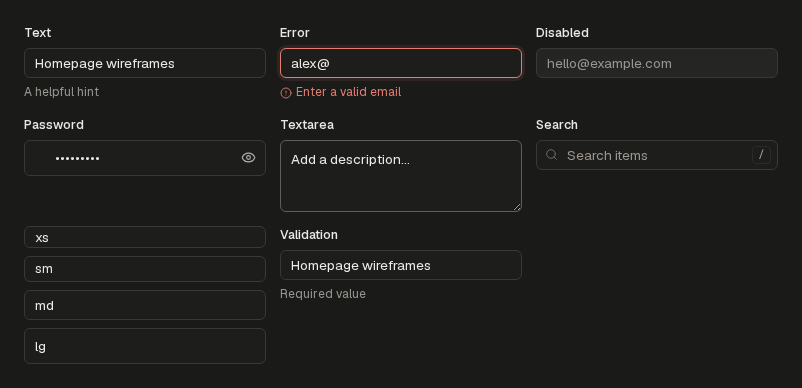 Text
Homepage wireframes
A helpful hint
Error
alex@
Enter a valid email
Disabled
hello@example.com
Password
•••••••••
Textarea
Add a description...
Search
Search items
/
xs
sm
md
lg
Validation
Homepage wireframes
Required value